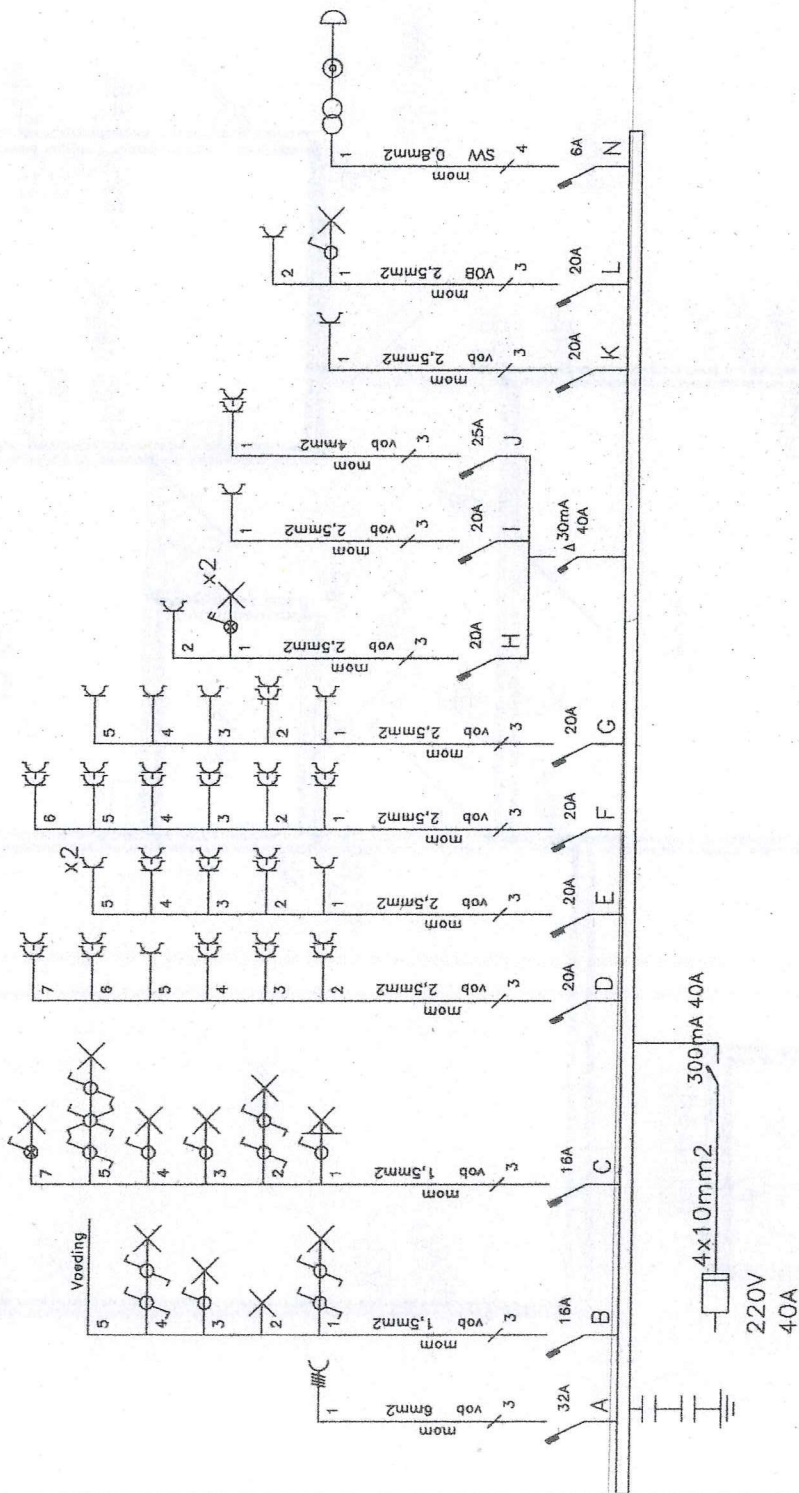 A
32A
3
vob 6mm2
mom
1
B
16A
3
vob 1,5mm2
mom
1
2
3
4
5
Voeding
C
16A
3
vob 1,5mm2
mom
1
2
3
4
5
7
D
20A
3
vob 2,5mm2
mom
2
3
4
5
6
7
E
20A
3
vob 2,5mm2
mom
1
2
3
4
5
x2
F
20A
3
vob 2,5mm2
mom
1
2
3
4
5
6
G
20A
3
vob 2,5mm2
mom
1
2
3
4
5
H
20A
3
vob 2,5mm2
mom
1
2
x2
I
20A
3
vob 2,5mm2
mom
1
J
25A
3
vob 4mm2
mom
1
Δ 30mA
40A
K
20A
3
vob 2,5mm2
mom
1
L
20A
3
VOB 2,5mm2
mom
1
2
N
6A
4
SVV 0,8mm2
mom
1
300mA 40A
4x10mm2
220V
40A